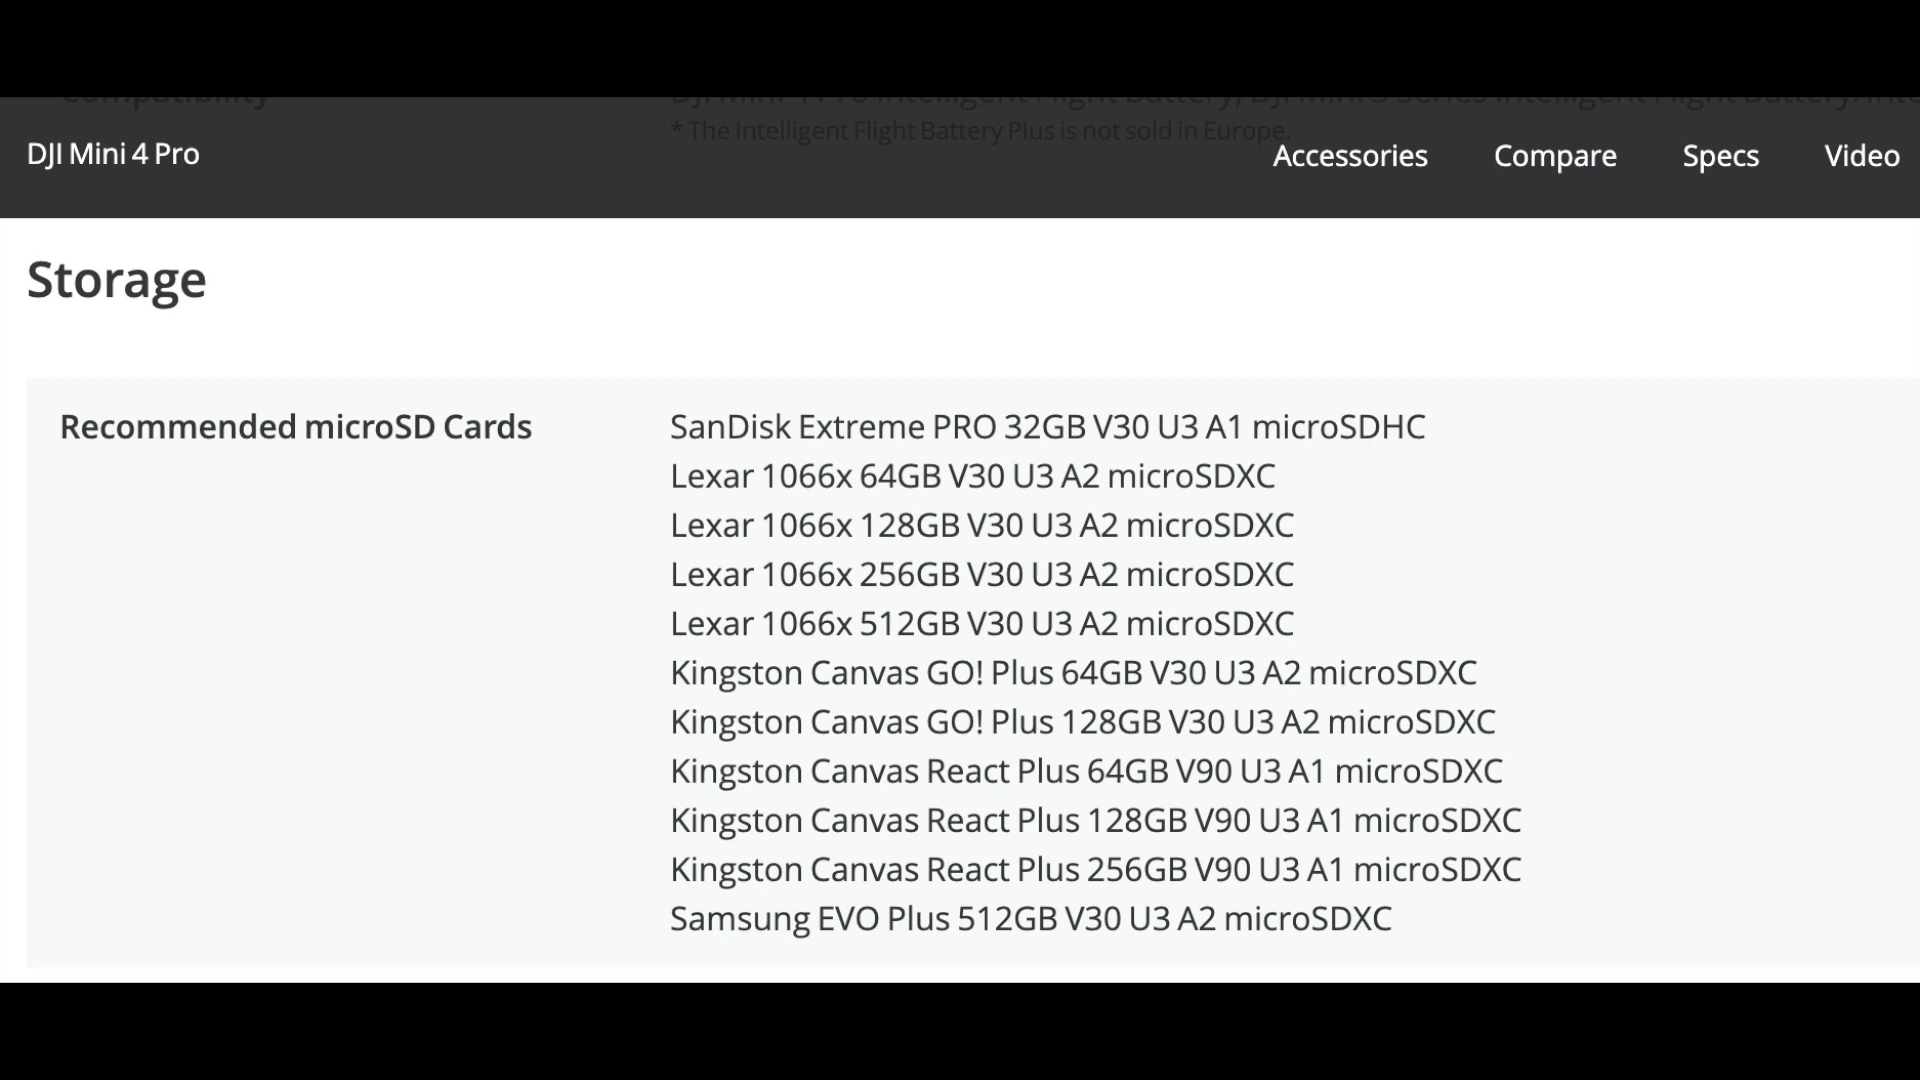 Compatibility
* The Intelligent Flight Battery Plus is not sold in Europe.
DJI Mini 4 Pro
Accessories
Compare
Specs
Video
Storage
Recommended microSD Cards
SanDisk Extreme PRO 32GB V30 U3 A1 microSDHC
Lexar 1066x 64GB V30 U3 A2 microSDXC
Lexar 1066x 128GB V30 U3 A2 microSDXC
Lexar 1066x 256GB V30 U3 A2 microSDXC
Lexar 1066x 512GB V30 U3 A2 microSDXC
Kingston Canvas GO! Plus 64GB V30 U3 A2 microSDXC
Kingston Canvas GO! Plus 128GB V30 U3 A2 microSDXC
Kingston Canvas React Plus 64GB V90 U3 A1 microSDXC
Kingston Canvas React Plus 128GB V90 U3 A1 microSDXC
Kingston Canvas React Plus 256GB V90 U3 A1 microSDXC
Samsung EVO Plus 512GB V30 U3 A2 microSDXC